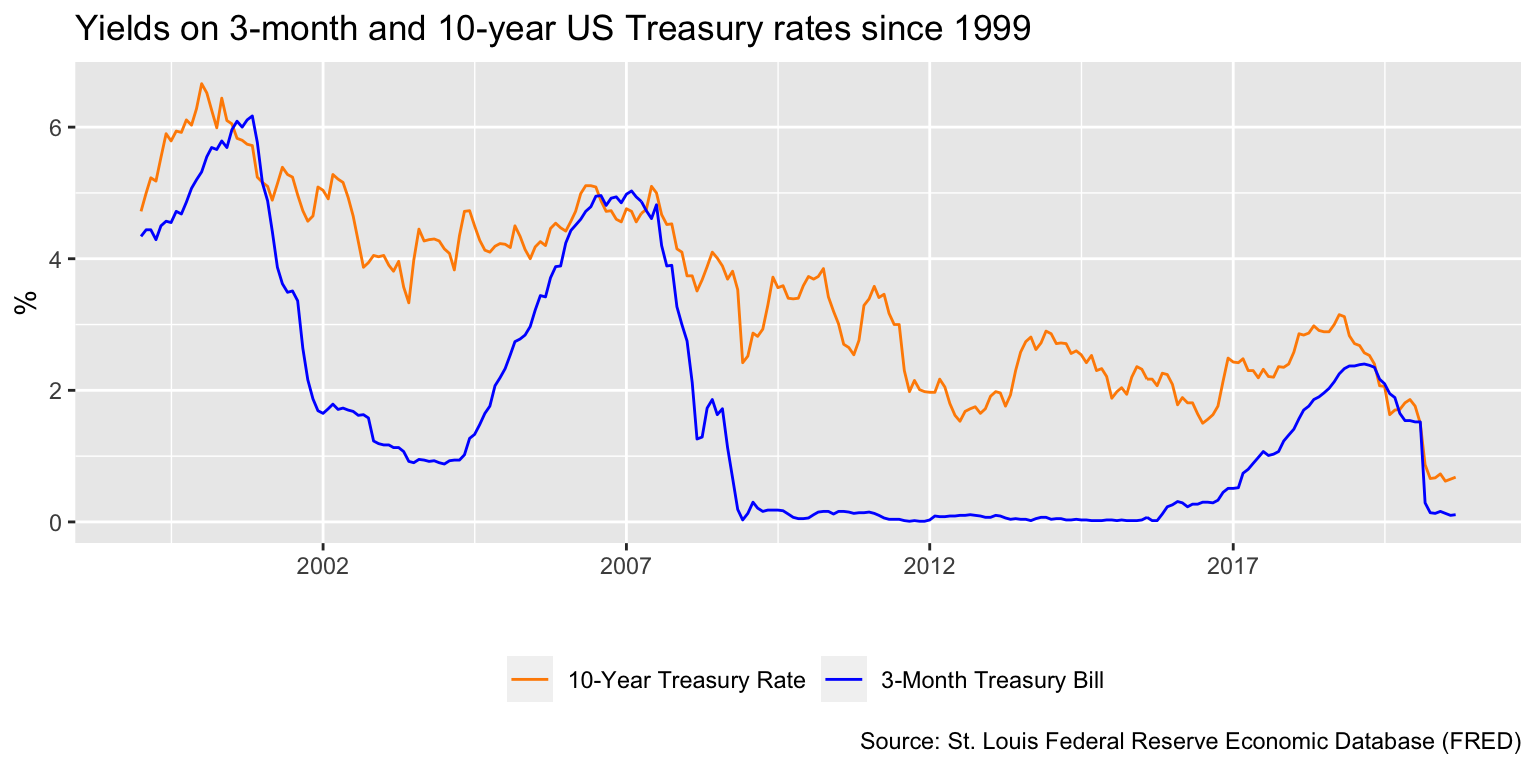 Yields on 3-month and 10-year US Treasury rates since 1999
%
6
4
2
0
2002 2007 2012 2017
10-Year Treasury Rate 3-Month Treasury Bill
Source: St. Louis Federal Reserve Economic Database (FRED)